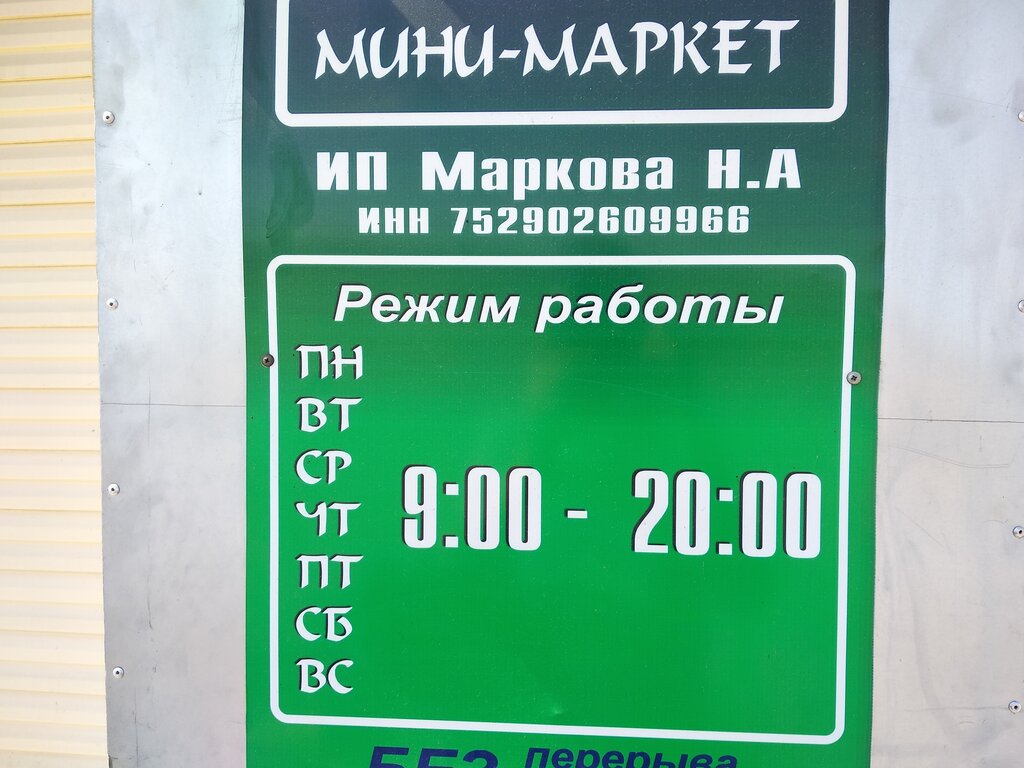 МИНИ-МАРКЕТ
ИП Маркова Н.А
ИНН 752902609966
Режим работы
ПН
ВТ
СР
9:00 - 20:00
ЧТ
ПТ
СБ
ВС
БЕЗ перерыва